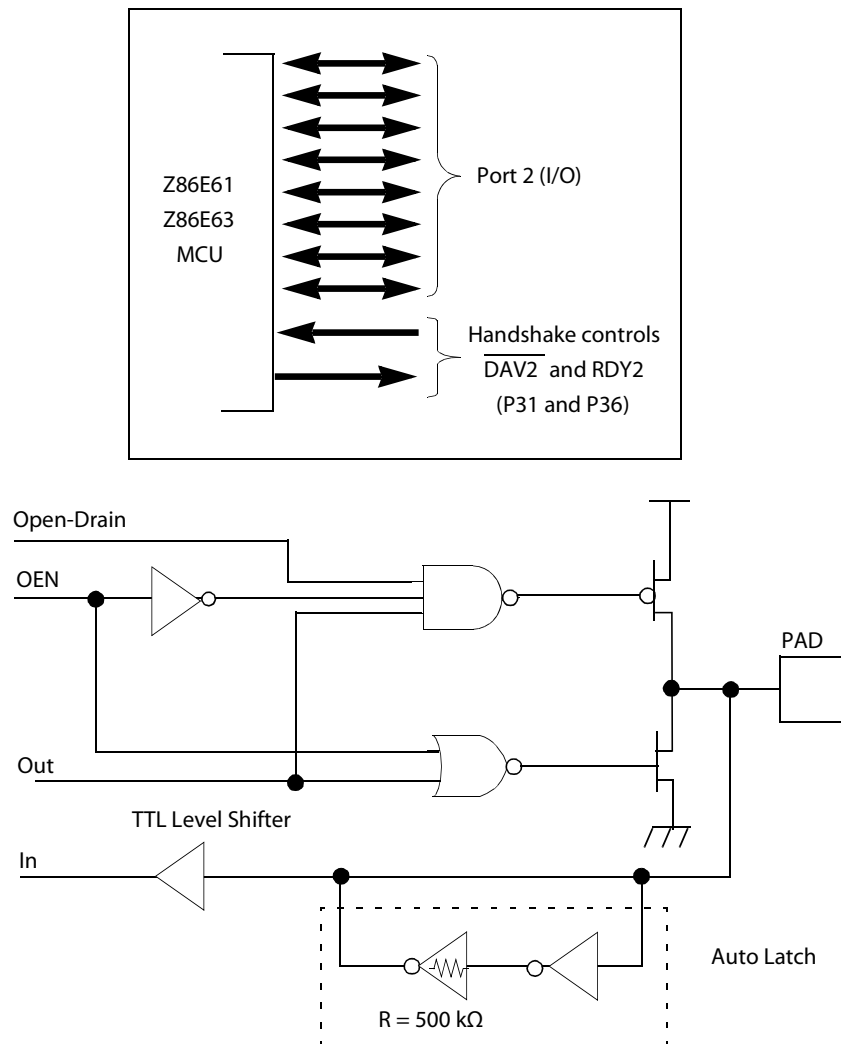 Z86E61
Z86E63
MCU
Port 2 (I/O)
Handshake controls
DAV2 and RDY2
(P31 and P36)
Open-Drain
OEN
PAD
Out
TTL Level Shifter
In
Auto Latch
R = 500 kΩ